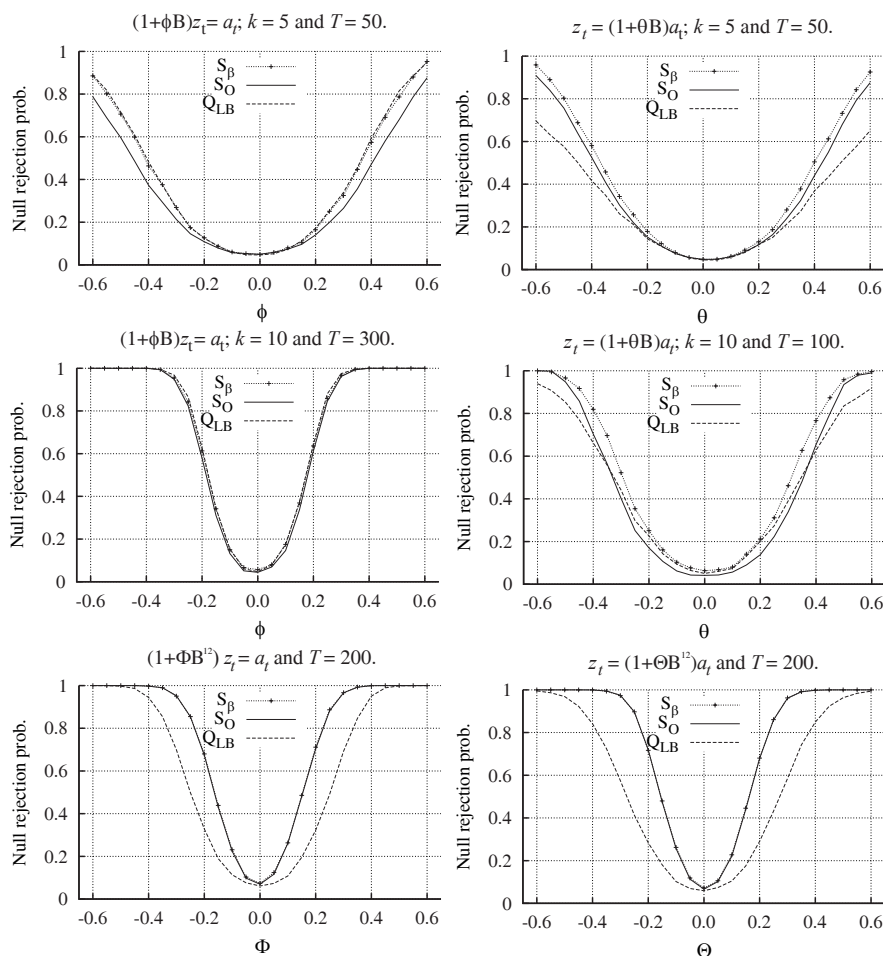 (1+ϕB)z_t = a_t; k = 5 and T = 50.
Null rejection prob.
1
0.8
0.6
0.4
0.2
0
S_β
S_O
Q_LB
-0.6 -0.4 -0.2 0.0 0.2 0.4 0.6
ϕ
z_t = (1+θB)a_t; k = 5 and T = 50.
Null rejection prob.
1
0.8
0.6
0.4
0.2
0
S_β
S_O
Q_LB
-0.6 -0.4 -0.2 0.0 0.2 0.4 0.6
θ
(1+ϕB)z_t= a_t; k = 10 and T = 300.
Null rejection prob.
1
0.8
0.6
0.4
0.2
0
S_β
S_O
Q_LB
-0.6 -0.4 -0.2 0.0 0.2 0.4 0.6
ϕ
z_t = (1+θB)a_t; k = 10 and T = 100.
Null rejection prob.
1
0.8
0.6
0.4
0.2
0
S_β
S_O
Q_LB
-0.6 -0.4 -0.2 0.0 0.2 0.4 0.6
θ
(1+ΦB¹²) z_t= a_t and T = 200.
Null rejection prob.
1
0.8
0.6
0.4
0.2
0
S_β
S_O
Q_LB
-0.6 -0.4 -0.2 0.0 0.2 0.4 0.6
Φ
z_t = (1+ΘB¹²)a_t and T = 200.
Null rejection prob.
1
0.8
0.6
0.4
0.2
0
S_β
S_O
Q_LB
-0.6 -0.4 -0.2 0.0 0.2 0.4 0.6
Θ